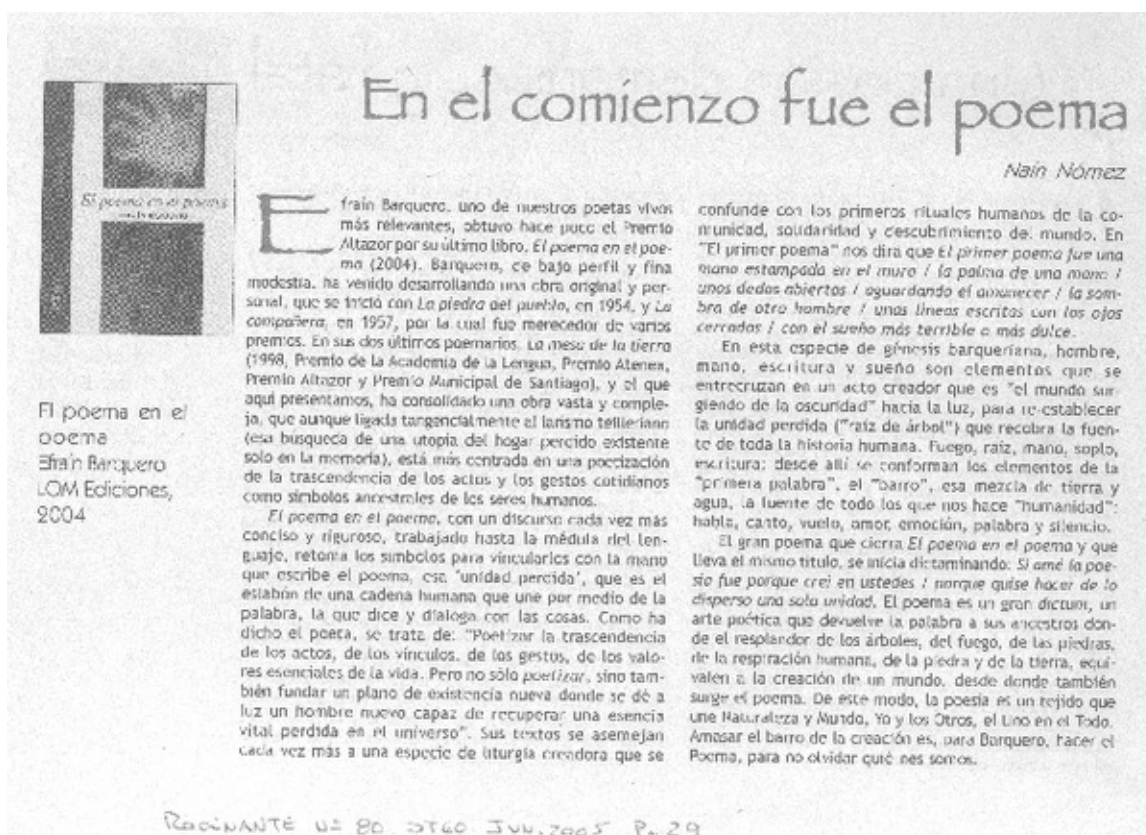 En el comienzo fue el poema
Naín Nómez
El poema en el poema
El poema en el
poema
Efraín Barquero
LOM Ediciones,
2004
Efraín Barquero, uno de nuestros poetas vivos
más relevantes, obtuvo hace poco el Premio
Altazor por su último libro, El poema en el poe-
ma (2004). Barquero, de bajo perfil y fina
modestia, ha venido desarrollando una obra original y per-
sonal, que se inició con La piedra del pueblo, en 1954, y La
compañera, en 1957, por la cual fue merecedor de varios
premios. En sus dos últimos poemarios, La mesa de la tierra
(1998, Premio de la Academia de la Lengua, Premio Atenea,
Premio Altazor y Premio Municipal de Santiago), y el que
aquí presentamos, ha consolidado una obra vasta y comple-
ja, que aunque ligada tangencialmente al larismo teilleriano
(esa búsqueda de una utopía del hogar perdido existente
solo en la memoria), está más centrada en una poetización
de la trascendencia de los actos y los gestos cotidianos
como símbolos ancestrales de los seres humanos.
El poema en el poema, con un discurso cada vez más
conciso y riguroso, trabajado hasta la médula del len-
guaje, retoma los símbolos para vincularlos con la mano
que escribe el poema, esa "unidad perdida", que es el
eslabón de una cadena humana que une por medio de la
palabra, la que dice y dialoga con las cosas. Como ha
dicho el poeta, se trata de: "Poetizar la trascendencia
de los actos, de los vínculos, de los gestos, de los valo-
res esenciales de la vida. Pero no sólo poetizar, sino tam-
bién fundar un plano de existencia nueva donde se dé a
luz un hombre nuevo capaz de recuperar una esencia
vital perdida en el universo". Sus textos se asemejan
cada vez más a una especie de liturgia creadora que se
confunde con los primeros rituales humanos de la co-
munidad, solidaridad y descubrimiento del mundo. En
"El primer poema" nos dirá que El primer poema fue una
mano estampada en el muro / la palma de una mano /
unos dedos abiertos / aguardando el amanecer / la som-
bra de otro hombre / unas líneas escritas con los ojos
cerrados / con el sueño más terrible o más dulce.
En esta especie de génesis barqueriana, hombre,
mano, escritura y sueño son elementos que se
entrecruzan en un acto creador que es "el mundo sur-
giendo de la oscuridad" hacia la luz, para re-establecer
la unidad perdida ("raíz de árbol") que recobra la fuen-
te de toda la historia humana. Fuego, raíz, mano, soplo,
escritura: desde allí se conforman los elementos de la
"primera palabra", el "barro", esa mezcla de tierra y
agua, la fuente de todo los que nos hace "humanidad":
habla, canto, vuelo, amor, emoción, palabra y silencio.
El gran poema que cierra El poema en el poema y que
lleva el mismo título, se inicia dictaminando: Si amé la poe-
sía fue porque creí en ustedes / porque quise hacer de lo
disperso una sola unidad. El poema es un gran dictum, un
arte poética que devuelve la palabra a sus ancestros don-
de el resplandor de los árboles, del fuego, de las piedras,
de la respiración humana, de la piedra y de la tierra, equi-
valen a la creación de un mundo, desde donde también
surge el poema. De este modo, la poesía es un tejido que
une Naturaleza y Mundo, Yo y los Otros, el Uno en el Todo.
Amasar el barro de la creación es, para Barquero, hacer el
Poema, para no olvidar quiénes somos.
ROCINANTE Nº 80. STGO. JUN. 2005 P. 29